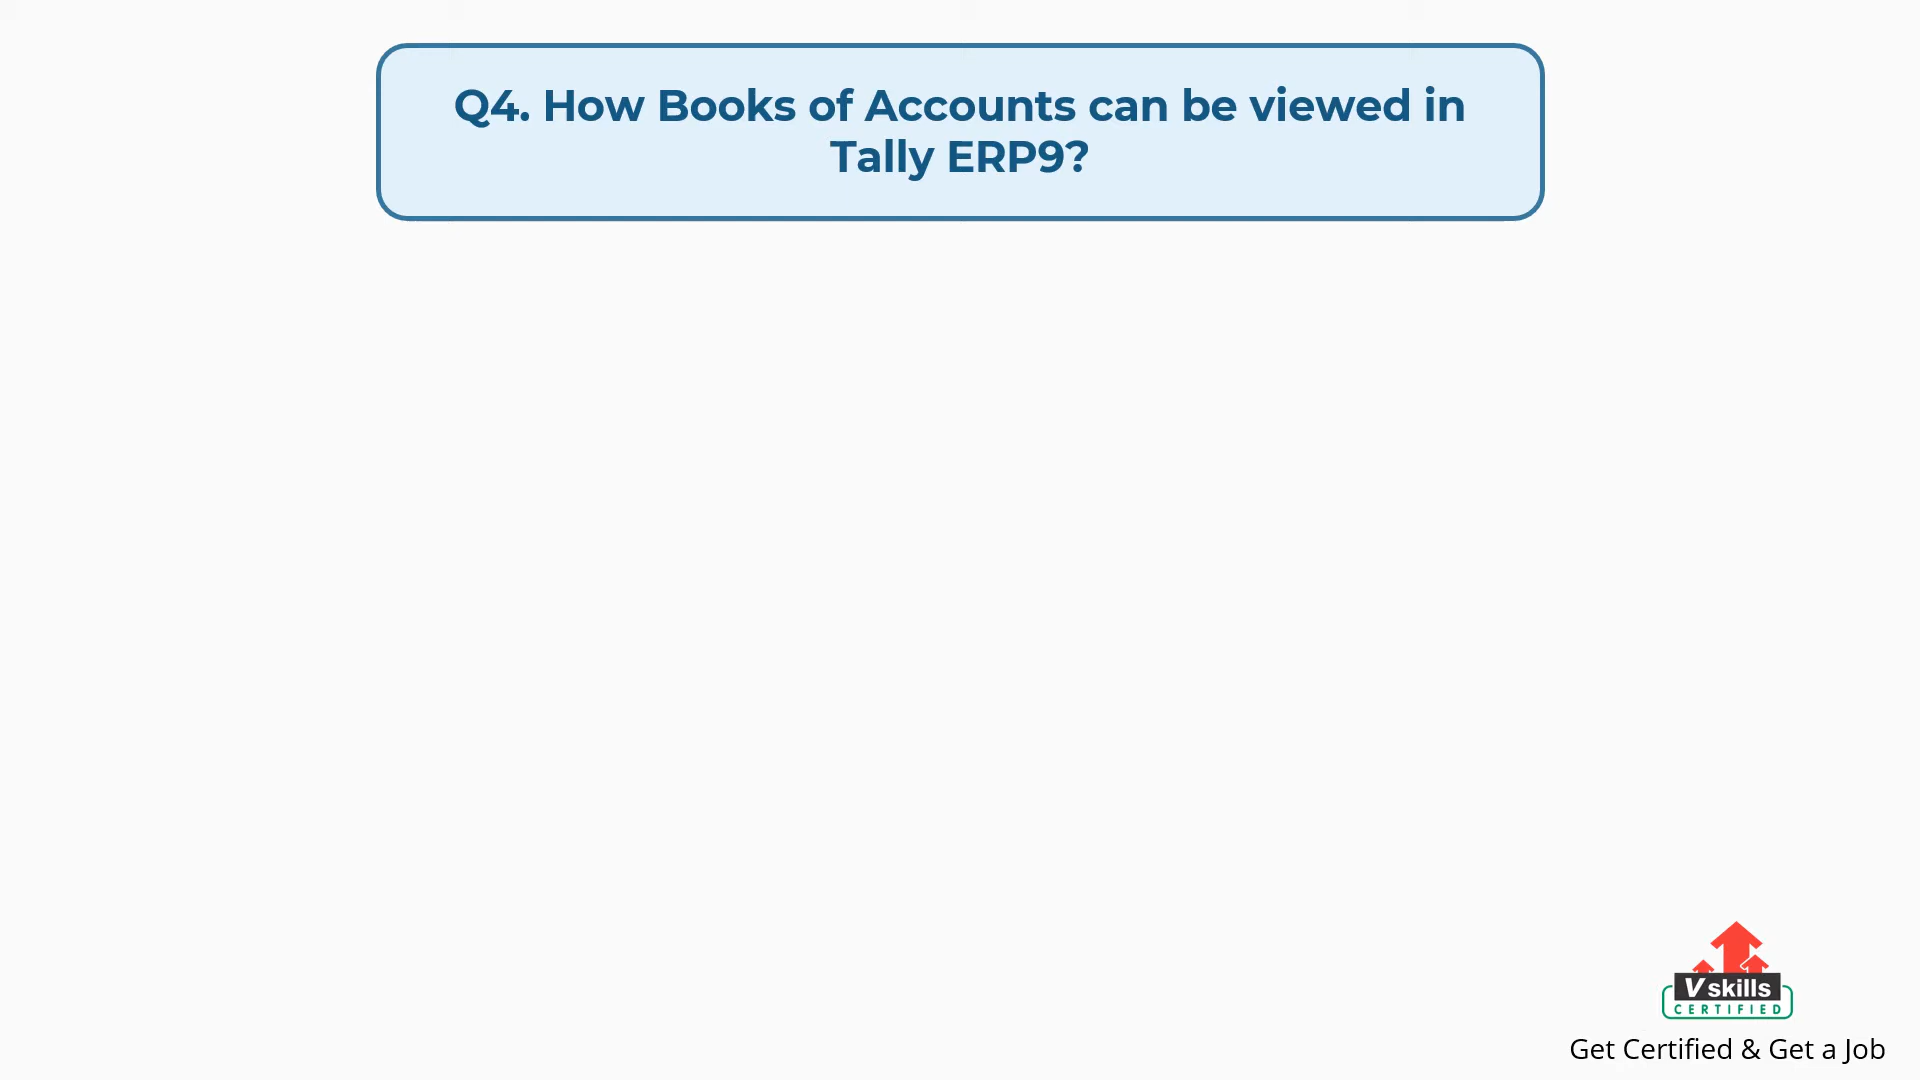 Q4. How Books of Accounts can be viewed in
Tally ERP9?
Vskills
CERTIFIED
Get Certified & Get a Job